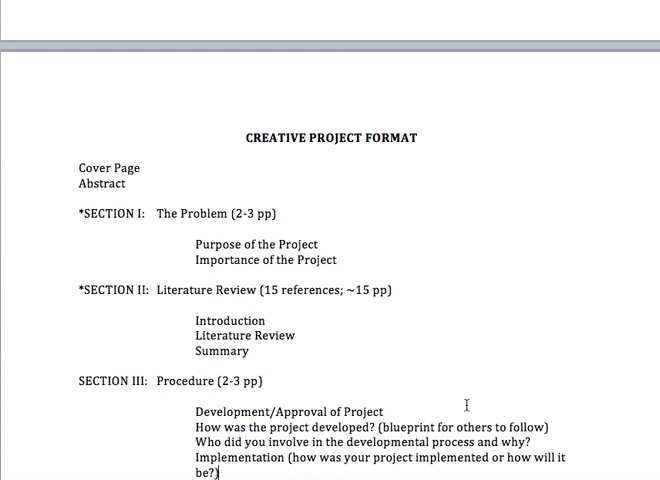 CREATIVE PROJECT FORMAT
Cover Page
Abstract
*SECTION I: The Problem (2-3 pp)
Purpose of the Project
Importance of the Project
*SECTION II: Literature Review (15 references; ~15 pp)
Introduction
Literature Review
Summary
SECTION III: Procedure (2-3 pp)
Development/Approval of Project
How was the project developed? (blueprint for others to follow)
Who did you involve in the developmental process and why?
Implementation (how was your project implemented or how will it
be?)